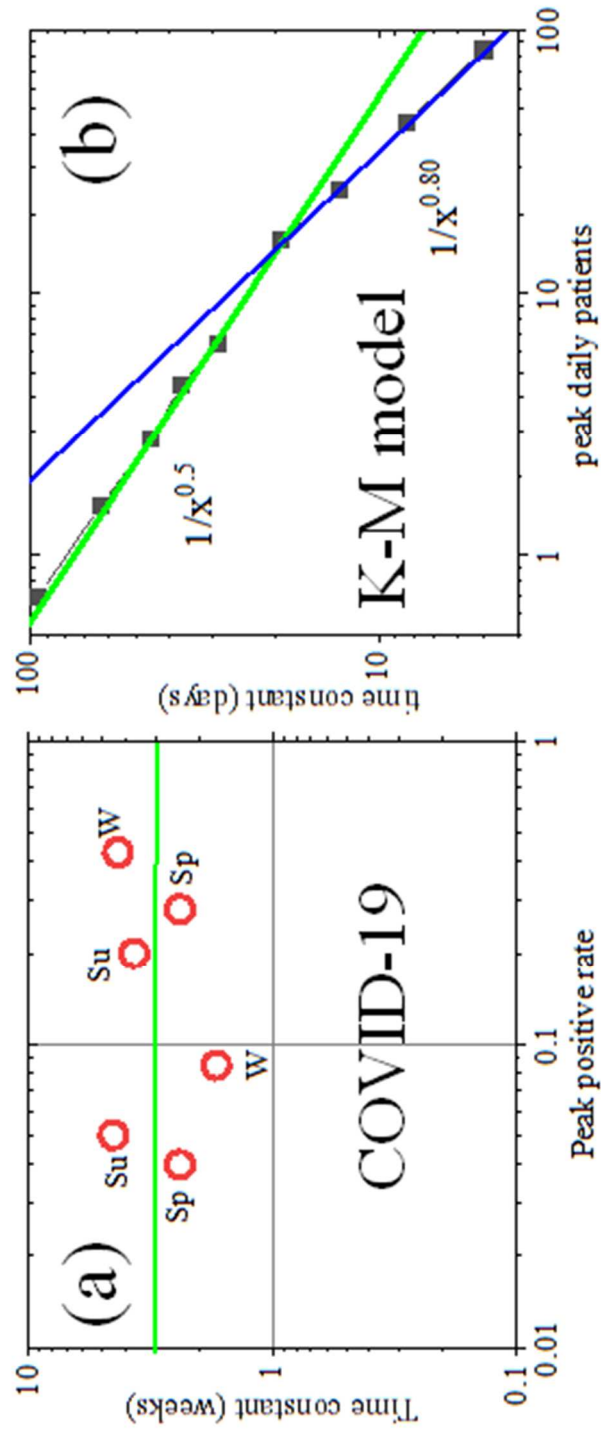 (a)
Time constant (weeks)
10
1
0.1
Su
Sp
W
Su
Sp
W
COVID-19
0.01
0.1
1
Peak positive rate
(b)
time constant (days)
100
10
1/x^0.5
1/x^0.80
K-M model
1
10
100
peak daily patients